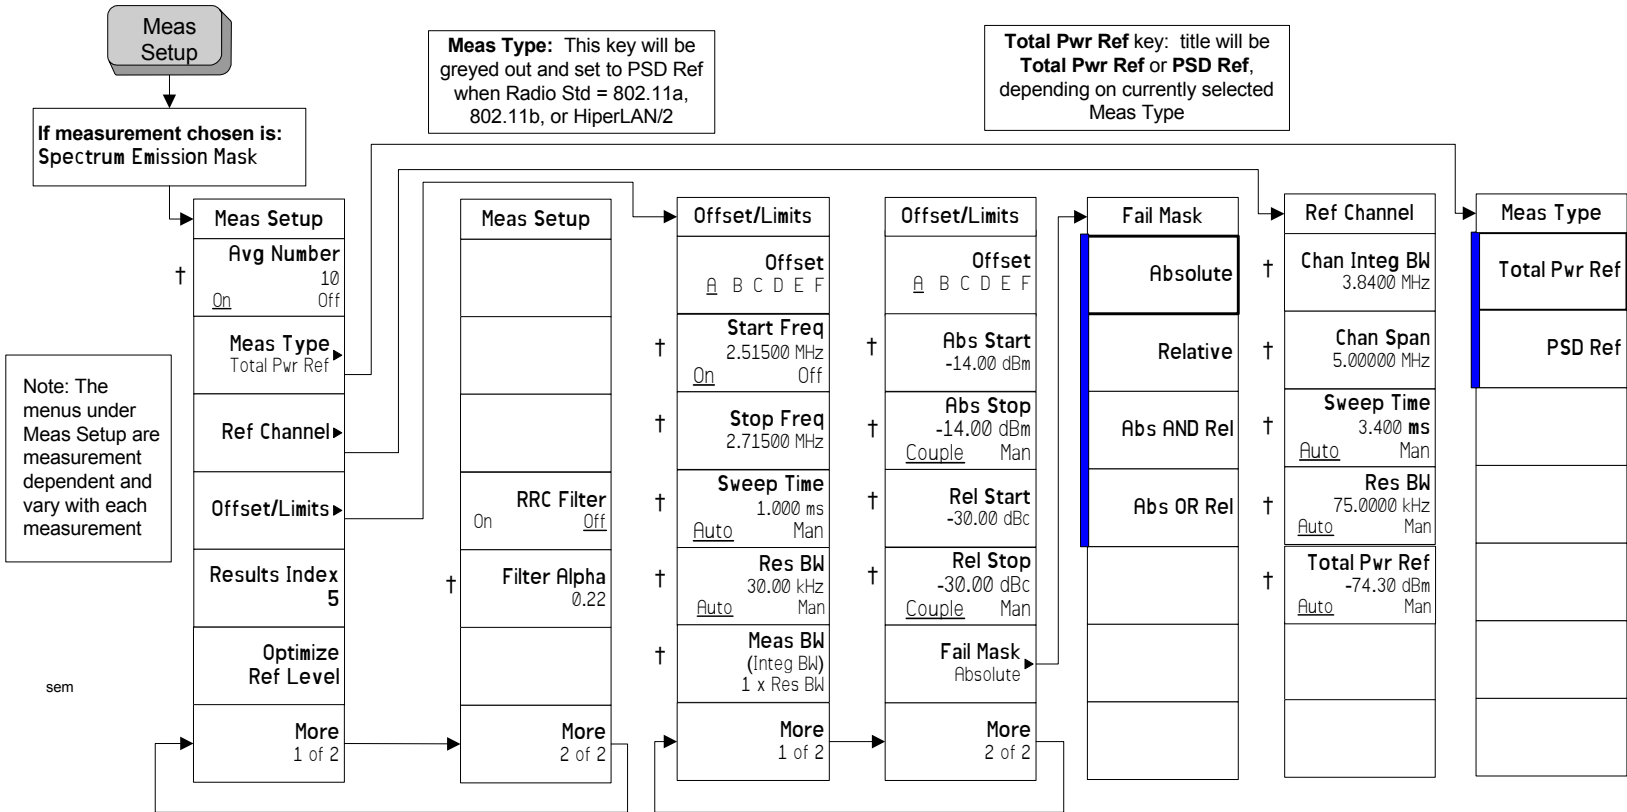 Meas
Setup
If measurement chosen is:
Spectrum Emission Mask
Meas Type: This key will be
greyed out and set to PSD Ref
when Radio Std = 802.11a,
802.11b, or HiperLAN/2
Total Pwr Ref key: title will be
Total Pwr Ref or PSD Ref,
depending on currently selected
Meas Type
Note: The
menus under
Meas Setup are
measurement
dependent and
vary with each
measurement
sem
Meas Setup
†
Avg Number
10
On Off
Meas Type
Total Pwr Ref
Ref Channel
Offset/Limits
Results Index
5
Optimize
Ref Level
More
1 of 2
Meas Setup
RRC Filter
On Off
†
Filter Alpha
0.22
More
2 of 2
Offset/Limits
Offset
A B C D E F
†
Start Freq
2.51500 MHz
On Off
†
Stop Freq
2.71500 MHz
†
Sweep Time
1.000 ms
Auto Man
†
Res BW
30.00 kHz
Auto Man
†
Meas BW
(Integ BW)
1 x Res BW
More
1 of 2
Offset/Limits
Offset
A B C D E F
†
Abs Start
-14.00 dBm
†
Abs Stop
-14.00 dBm
Couple Man
†
Rel Start
-30.00 dBc
†
Rel Stop
-30.00 dBc
Couple Man
Fail Mask
Absolute
More
2 of 2
Fail Mask
Absolute
Relative
Abs AND Rel
Abs OR Rel
Ref Channel
†
Chan Integ BW
3.8400 MHz
†
Chan Span
5.00000 MHz
†
Sweep Time
3.400 ms
Auto Man
†
Res BW
75.0000 kHz
Auto Man
†
Total Pwr Ref
-74.30 dBm
Auto Man
Meas Type
Total Pwr Ref
PSD Ref